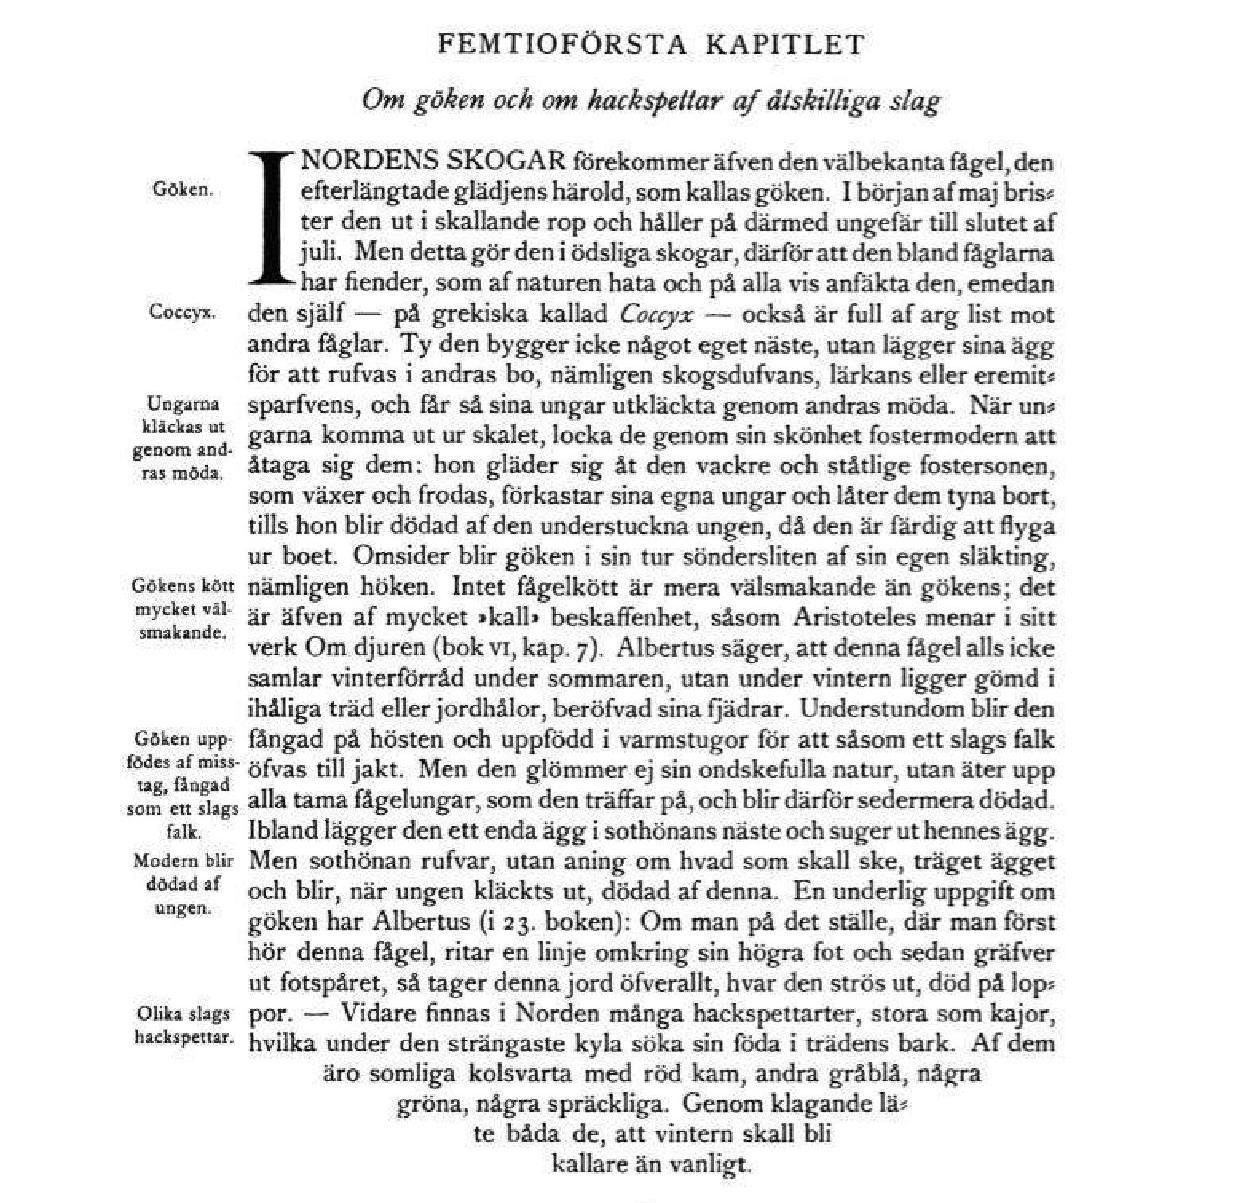 FEMTIOFÖRSTA KAPITLET
Om göken och om hackspettar af åtskilliga slag
I NORDENS SKOGAR förekommer äfven den välbekanta fågel, den
Göken.
efterlängtade glädjens härold, som kallas göken. I början af maj bris⸗
ter den ut i skallande rop och håller på därmed ungefär till slutet af
juli. Men detta gör den i ödsliga skogar, därför att den bland fåglarna
har fiender, som af naturen hata och på alla vis anfäkta den, emedan
Coccyx.
den själf — på grekiska kallad Coccyx — också är full af arg list mot
andra fåglar. Ty den bygger icke något eget näste, utan lägger sina ägg
för att rufvas i andras bo, nämligen skogsdufvans, lärkans eller eremit⸗
Ungarna
kläckas ut
genom and-
ras möda.
sparfvens, och får så sina ungar utkläckta genom andras möda. När un⸗
garna komma ut ur skalet, locka de genom sin skönhet fostermodern att
åtaga sig dem: hon gläder sig åt den vackre och ståtlige fostersonen,
som växer och frodas, förkastar sina egna ungar och låter dem tyna bort,
tills hon blir dödad af den understuckna ungen, då den är färdig att flyga
ur boet. Omsider blir göken i sin tur söndersliten af sin egen släkting,
Gökens kött
mycket väl-
smakande.
nämligen höken. Intet fågelkött är mera välsmakande än gökens; det
är äfven af mycket »kall» beskaffenhet, såsom Aristoteles menar i sitt
verk Om djuren (bok VI, kap. 7). Albertus säger, att denna fågel alls icke
samlar vinterförråd under sommaren, utan under vintern ligger gömd i
ihåliga träd eller jordhålor, beröfvad sina fjädrar. Understundom blir den
Göken upp-
födes af miss-
tag, fångad
som ett slags
falk.
fångad på hösten och uppfödd i varmstugor för att såsom ett slags falk
öfvas till jakt. Men den glömmer ej sin ondskefulla natur, utan äter upp
alla tama fågelungar, som den träffar på, och blir därför sedermera dödad.
Ibland lägger den ett enda ägg i sothönans näste och suger ut hennes ägg.
Modern blir
dödad af
ungen.
Men sothönan rufvar, utan aning om hvad som skall ske, träget ägget
och blir, när ungen kläckts ut, dödad af denna. En underlig uppgift om
göken har Albertus (i 23. boken): Om man på det ställe, där man först
hör denna fågel, ritar en linje omkring sin högra fot och sedan gräfver
ut fotspåret, så tager denna jord öfverallt, hvar den strös ut, död på lop⸗
Olika slags
hackspettar.
por. — Vidare finnas i Norden många hackspettarter, stora som kajor,
hvilka under den strängaste kyla söka sin föda i trädens bark. Af dem
äro somliga kolsvarta med röd kam, andra gråblå, några
gröna, några spräckliga. Genom klagande lä⸗
te båda de, att vintern skall bli
kallare än vanligt.